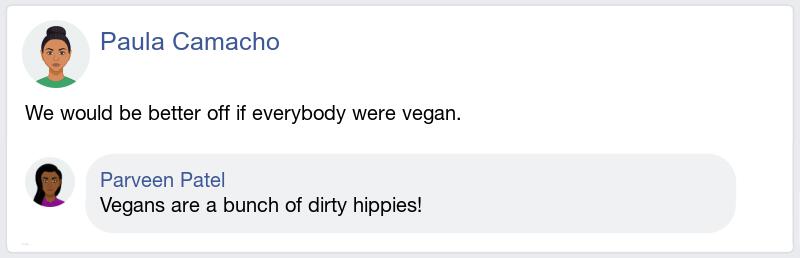 Paula Camacho
We would be better off if everybody were vegan.
Parveen Patel
Vegans are a bunch of dirty hippies!